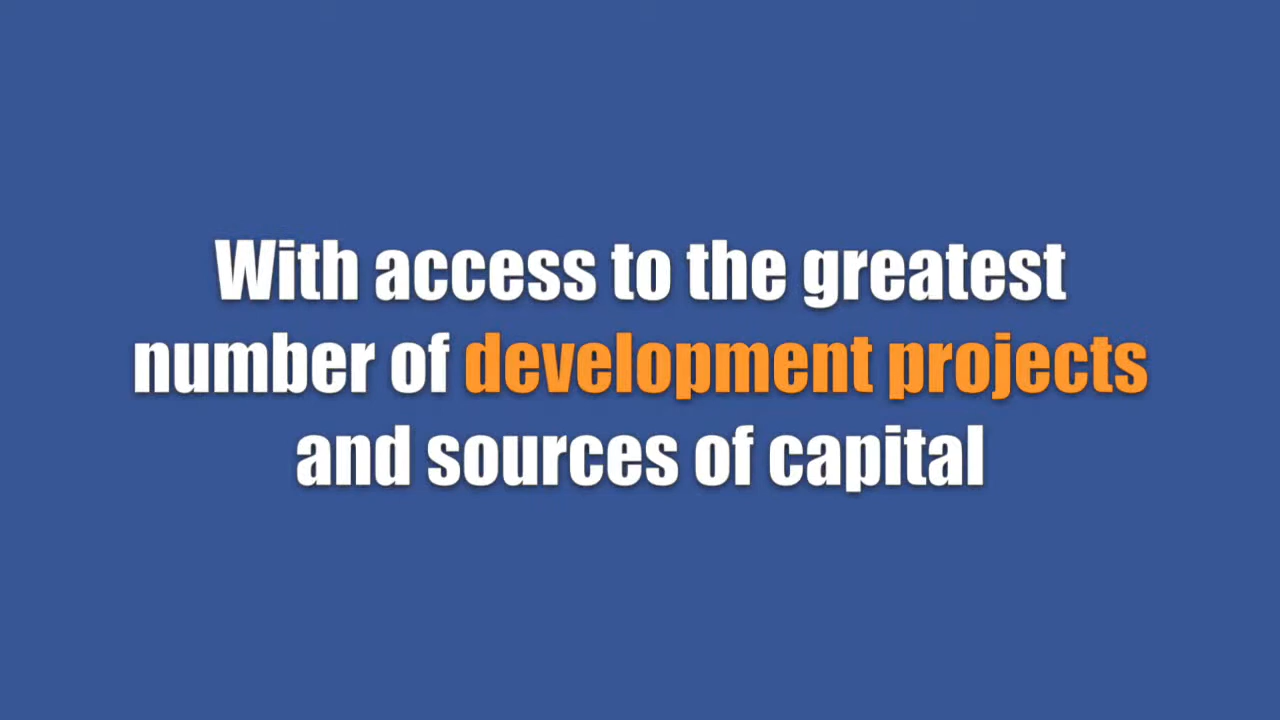 With access to the greatest
number of development projects
and sources of capital